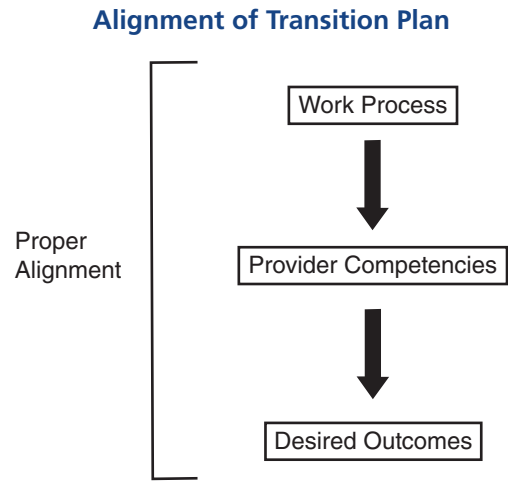 Alignment of Transition Plan
Work Process
Proper
Alignment
Provider Competencies
Desired Outcomes